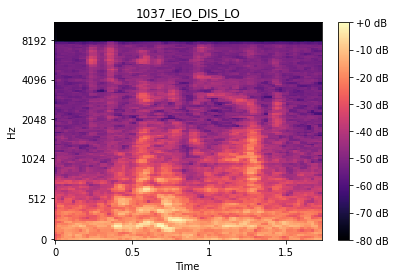 1037_IEO_DIS_LO
8192
4096
2048
1024
512
0
Hz
0
0.5
1
1.5
Time
+0 dB
-10 dB
-20 dB
-30 dB
-40 dB
-50 dB
-60 dB
-70 dB
-80 dB